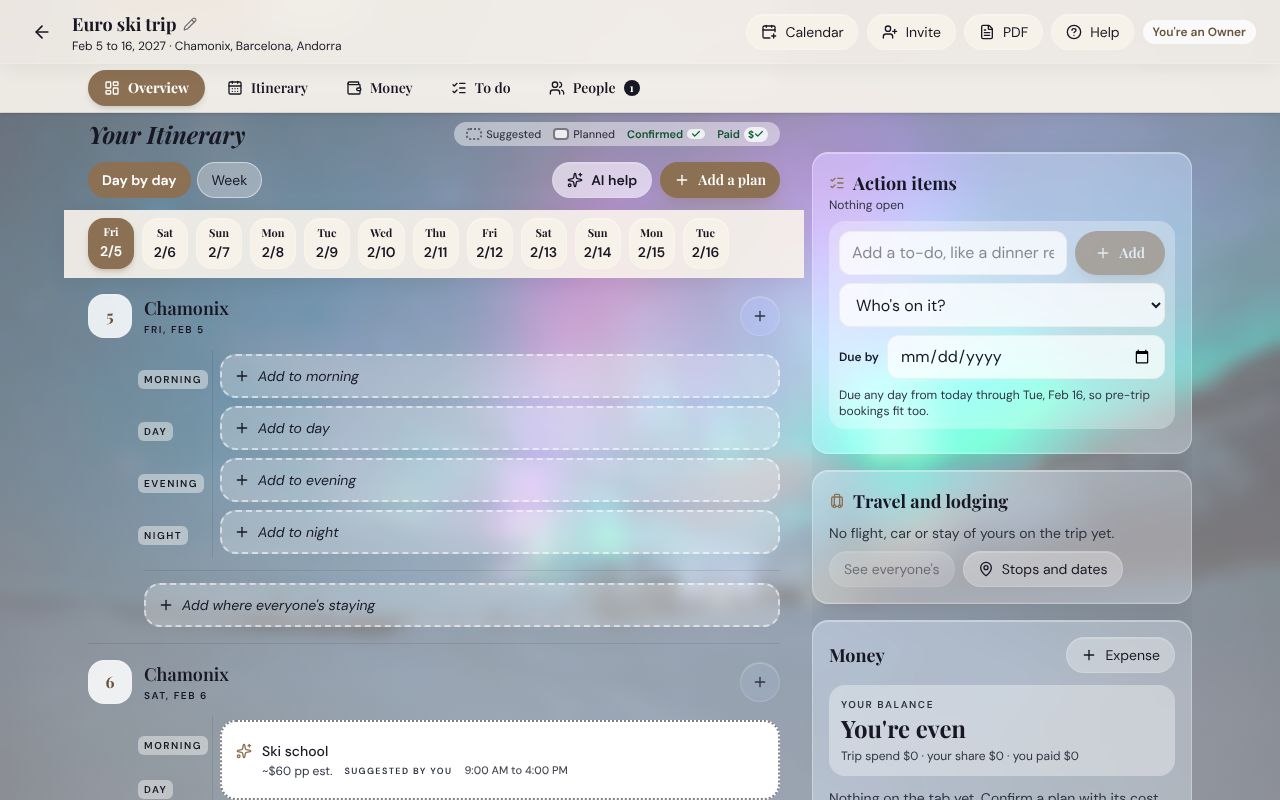 Euro ski trip
Feb 5 to 16, 2027 · Chamonix, Barcelona, Andorra
Calendar
Invite
PDF
Help
You're an Owner
Overview
Itinerary
Money
To do
People 1
Your Itinerary
Suggested
Planned
Confirmed
Paid $
Day by day
Week
AI help
Add a plan
Fri 2/5
Sat 2/6
Sun 2/7
Mon 2/8
Tue 2/9
Wed 2/10
Thu 2/11
Fri 2/12
Sat 2/13
Sun 2/14
Mon 2/15
Tue 2/16
5
Chamonix
FRI, FEB 5
MORNING
Add to morning
DAY
Add to day
EVENING
Add to evening
NIGHT
Add to night
Add where everyone's staying
6
Chamonix
SAT, FEB 6
MORNING
Ski school
~$60 pp est. SUGGESTED BY YOU 9:00 AM to 4:00 PM
DAY
Action items
Nothing open
Add a to-do, like a dinner re
Add
Who's on it?
Due by
mm/dd/yyyy
Due any day from today through Tue, Feb 16, so pre-trip
bookings fit too.
Travel and lodging
No flight, car or stay of yours on the trip yet.
See everyone's
Stops and dates
Money
Expense
YOUR BALANCE
You're even
Trip spend $0 · your share $0 · you paid $0
Nothing on the tab yet. Confirm a plan with its cost